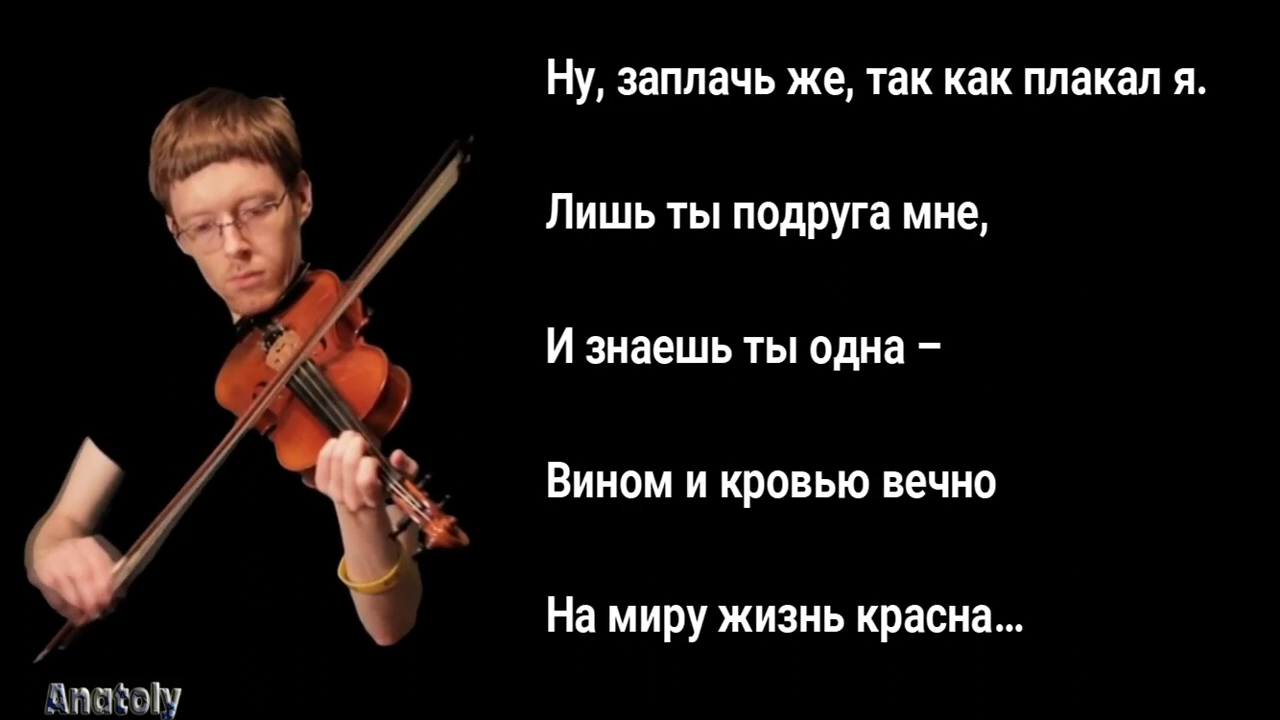 Ну, заплачь же, так как плакал я.
Лишь ты подруга мне,
И знаешь ты одна –
Вином и кровью вечно
На миру жизнь красна...
Anatoly